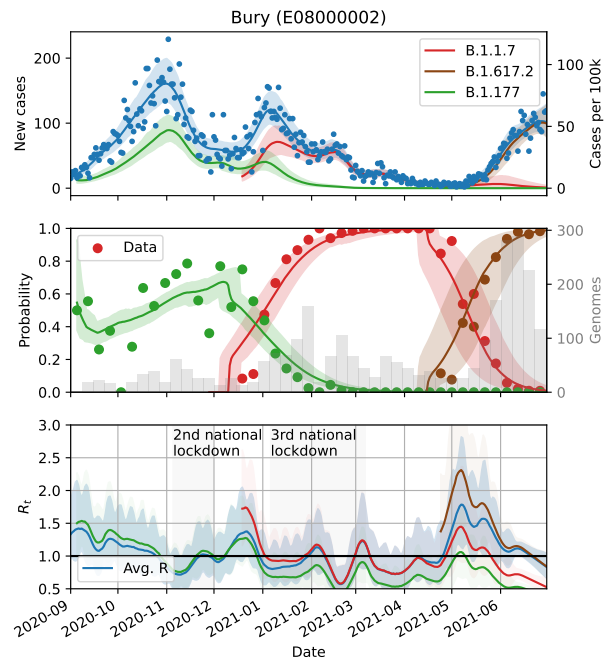 Bury (E08000002)
New cases
200
100
0
B.1.1.7
B.1.617.2
B.1.177
100
50
0
Cases per 100k
Probability
1.0
0.8
0.6
0.4
0.2
0.0
Data
300
200
100
0
Genomes
R_t
3.0
2.5
2.0
1.5
1.0
0.5
2nd national
lockdown
3rd national
lockdown
Avg. R
2020-09
2020-10
2020-11
2020-12
2021-01
2021-02
2021-03
2021-04
2021-05
2021-06
Date